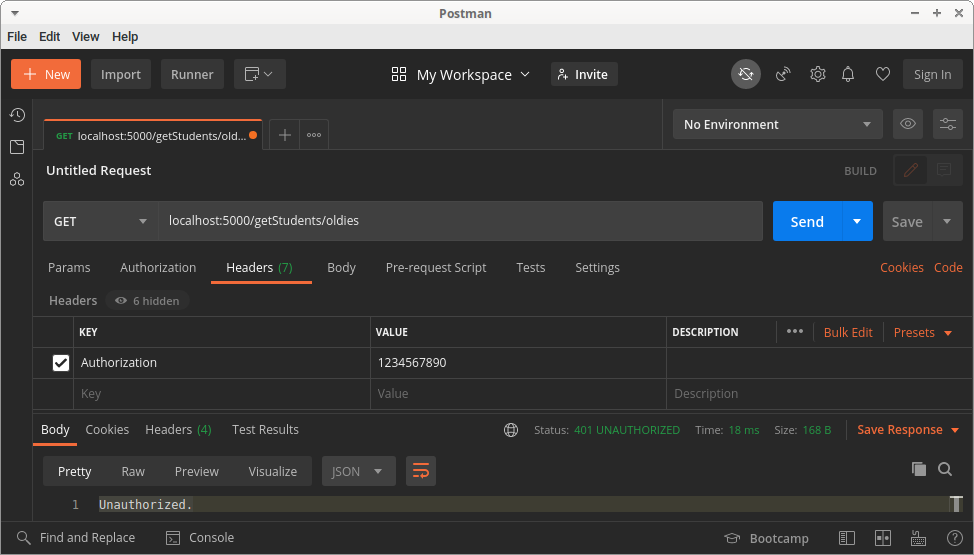 Postman
File Edit View Help
+ New Import Runner My Workspace Invite Sign In
GET localhost:5000/getStudents/old... No Environment
Untitled Request BUILD
GET localhost:5000/getStudents/oldies Send Save
Params Authorization Headers (7) Body Pre-request Script Tests Settings Cookies Code
Headers 6 hidden
KEY VALUE DESCRIPTION ••• Bulk Edit Presets
Authorization 1234567890
Key Value Description
Body Cookies Headers (4) Test Results Status: 401 UNAUTHORIZED Time: 18 ms Size: 168 B Save Response
Pretty Raw Preview Visualize JSON
1 Unauthorized.
Find and Replace Console Bootcamp ?